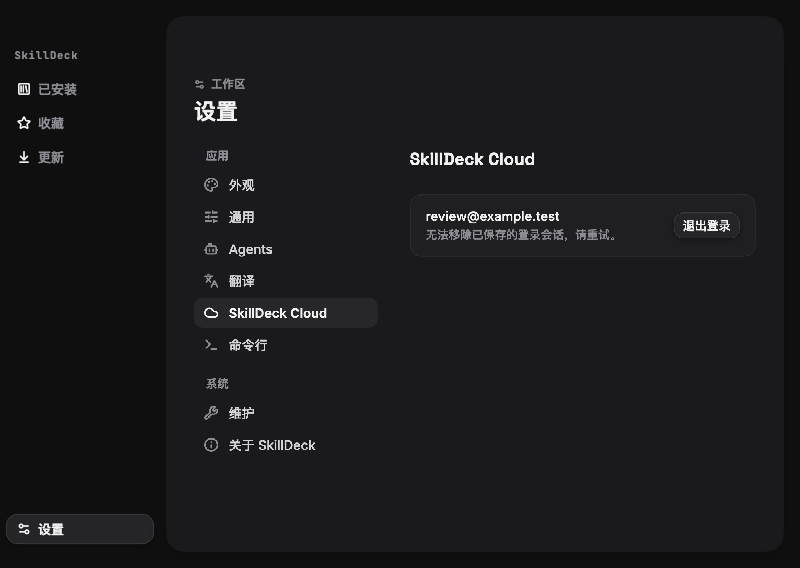 SkillDeck
已安装
收藏
更新
设置
工作区
设置
应用
外观
通用
Agents
翻译
SkillDeck Cloud
命令行
系统
维护
关于 SkillDeck
SkillDeck Cloud
review@example.test
无法移除已保存的登录会话，请重试。
退出登录